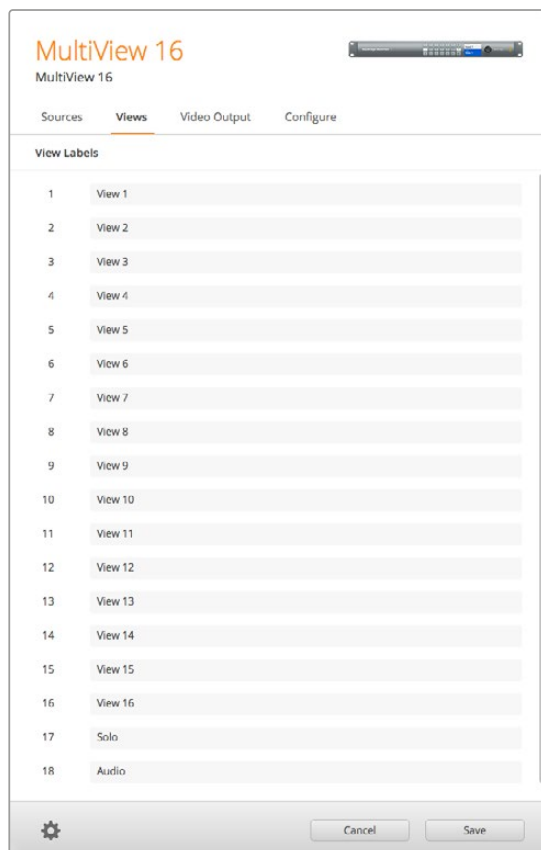 MultiView 16
MultiView 16
Sources Views Video Output Configure
View Labels
1 View 1
2 View 2
3 View 3
4 View 4
5 View 5
6 View 6
7 View 7
8 View 8
9 View 9
10 View 10
11 View 11
12 View 12
13 View 13
14 View 14
15 View 15
16 View 16
17 Solo
18 Audio
Cancel Save